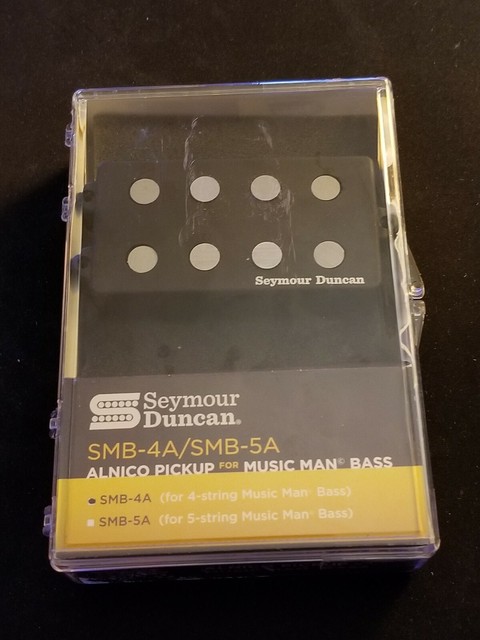 Seymour Duncan
Seymour
Duncan®
SMB-4A/SMB-5A
ALNICO PICKUP FOR MUSIC MAN® BASS
SMB-4A (for 4-string Music Man® Bass)
SMB-5A (for 5-string Music Man® Bass)